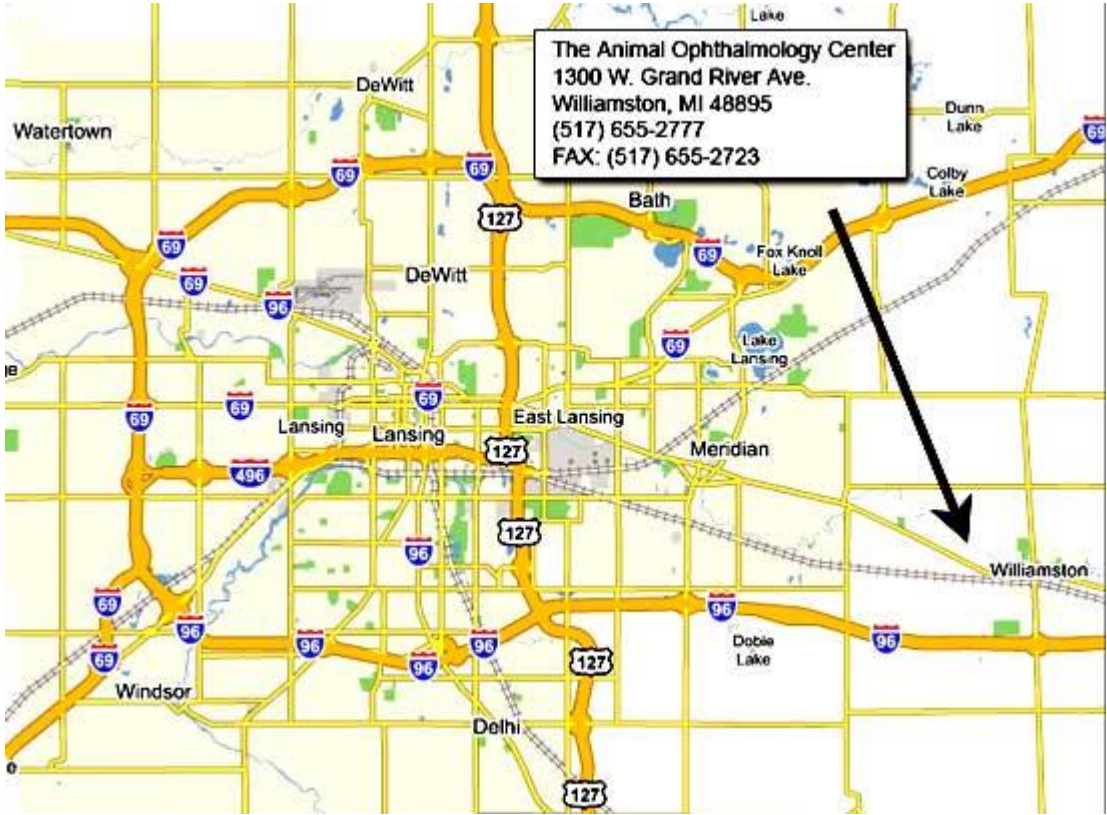 Lake
The Animal Ophthalmology Center
1300 W. Grand River Ave.
Williamston, MI 48895
(517) 655-2777
FAX: (517) 655-2723
DeWitt
Dunn
Lake
Watertown
69
69
69
Colby
Lake
Bath
127
69
69
Fox Knoll
Lake
69
DeWitt
96
Lake
Lansing
69
69
69
69
East Lansing
Lansing
Lansing
127
Meridian
496
127
96
Williamston
69
96
96
96
96
96
96
Dobie
Lake
69
127
Windsor
Delhi
127